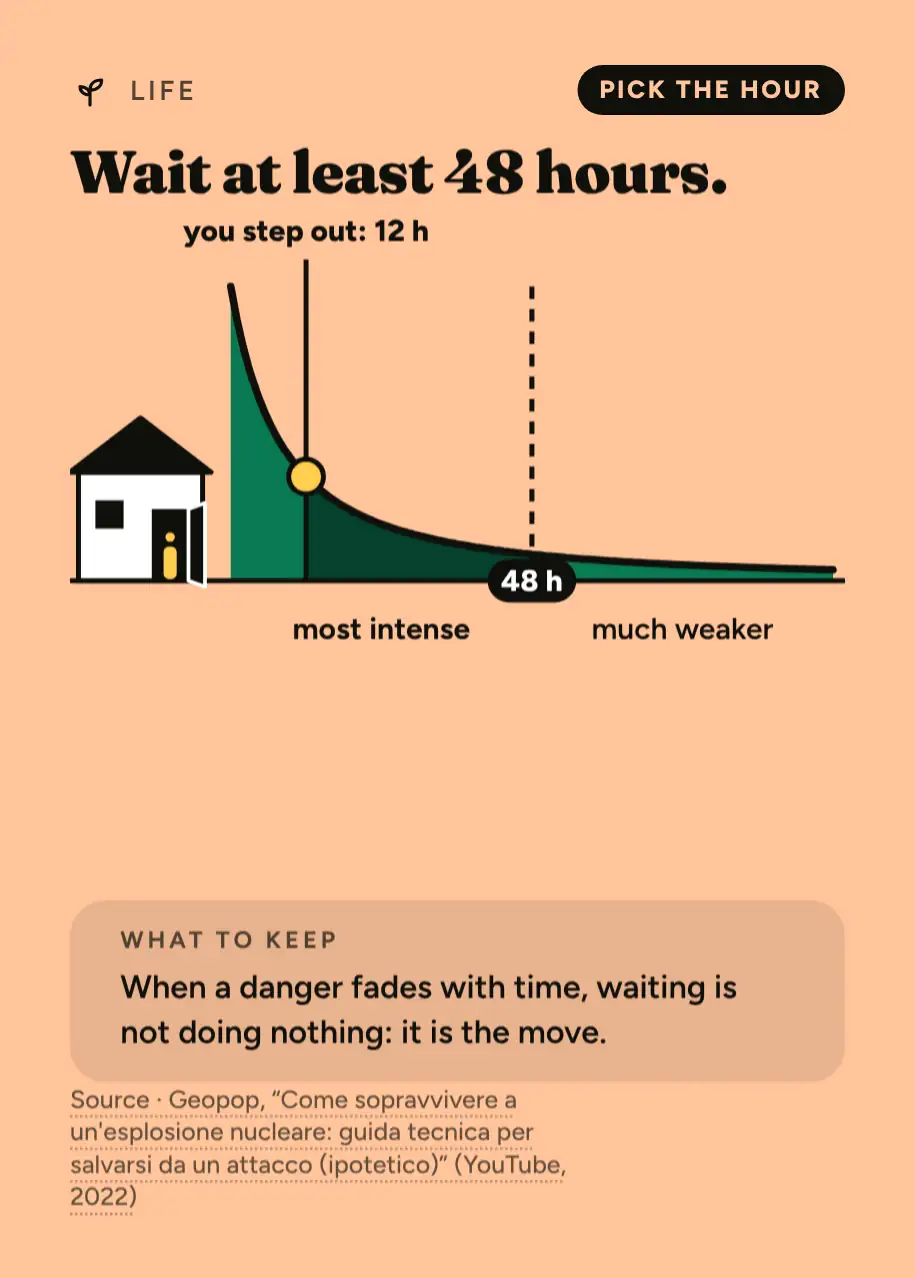 LIFE
PICK THE HOUR
Wait at least 48 hours.
you step out: 12 h
48 h
most intense
much weaker
WHAT TO KEEP
When a danger fades with time, waiting is
not doing nothing: it is the move.
Source · Geopop, “Come sopravvivere a
un'esplosione nucleare: guida tecnica per
salvarsi da un attacco (ipotetico)” (YouTube,
2022)